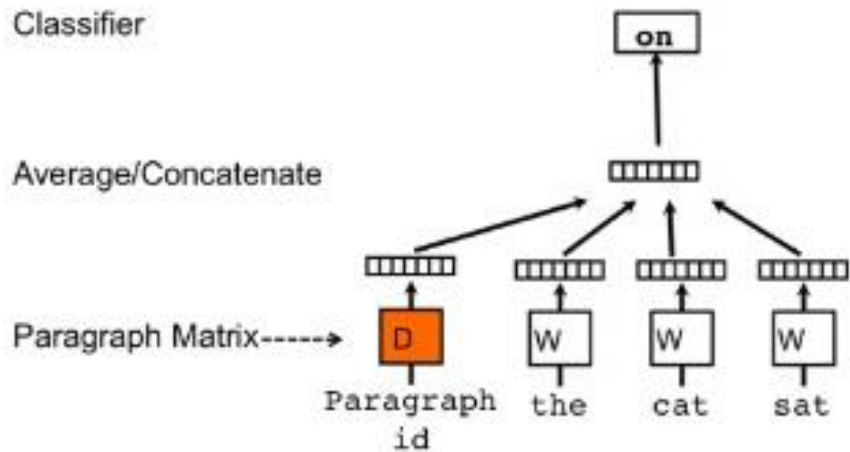 Classifier
on
Average/Concatenate
Paragraph Matrix
D
W
W
W
Paragraph
id
the
cat
sat